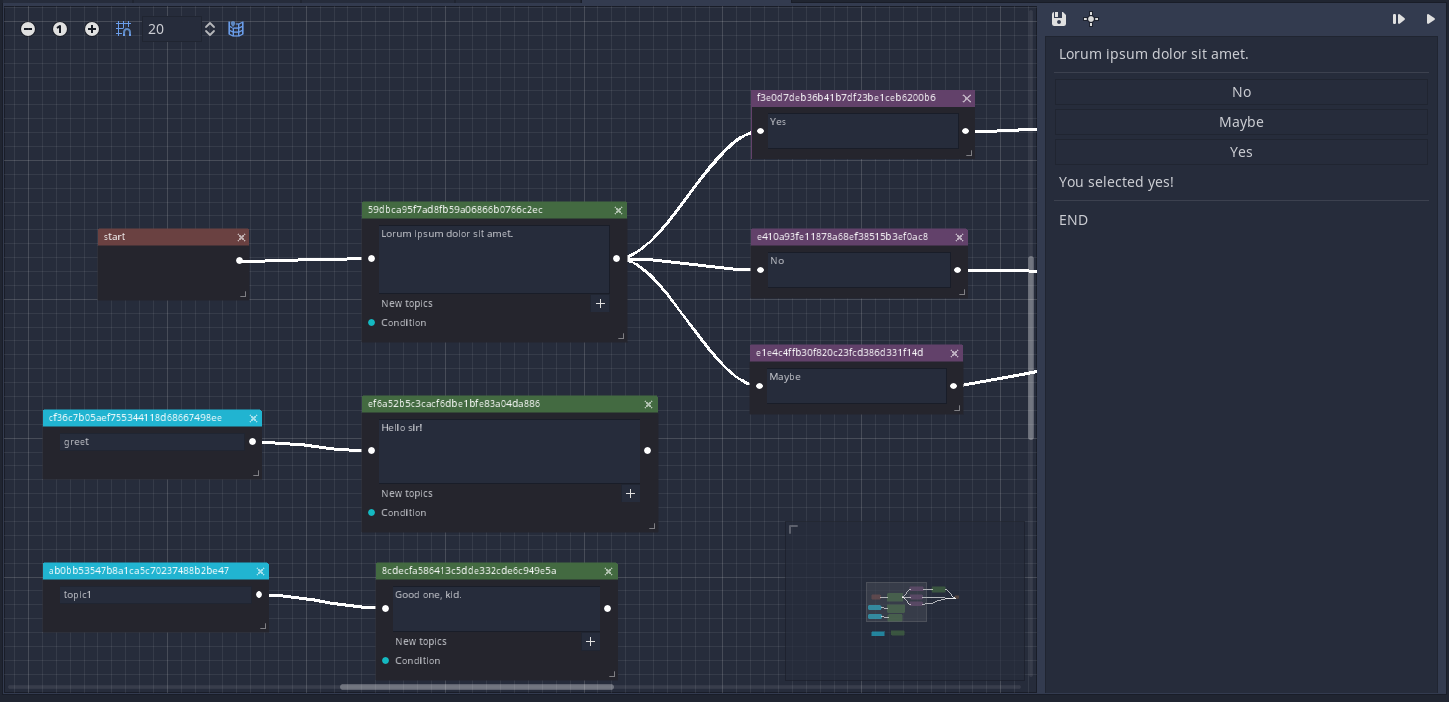 1
20
f3e0d7deb36b41b7df23be1ceb6200b6
Yes
59dbca95f7ad8fb59a06866b0766c2ec
Lorum ipsum dolor sit amet.
New topics
Condition
start
e410a93fe11878a68ef38515b3ef0ac8
No
e1e4c4ffb30f820c23fcd386d331f14d
Maybe
cf36c7b05aef755344118d68667498ee
greet
ef6a52b5c3cacf6dbe1bfe83a04da886
Hello sir!
New topics
Condition
ab0bb53547b8a1ca5c70237488b2be47
topic1
8cdecfa586413c5dde332cde6c949e5a
Good one, kid.
New topics
Condition
Lorum ipsum dolor sit amet.
No
Maybe
Yes
You selected yes!
END